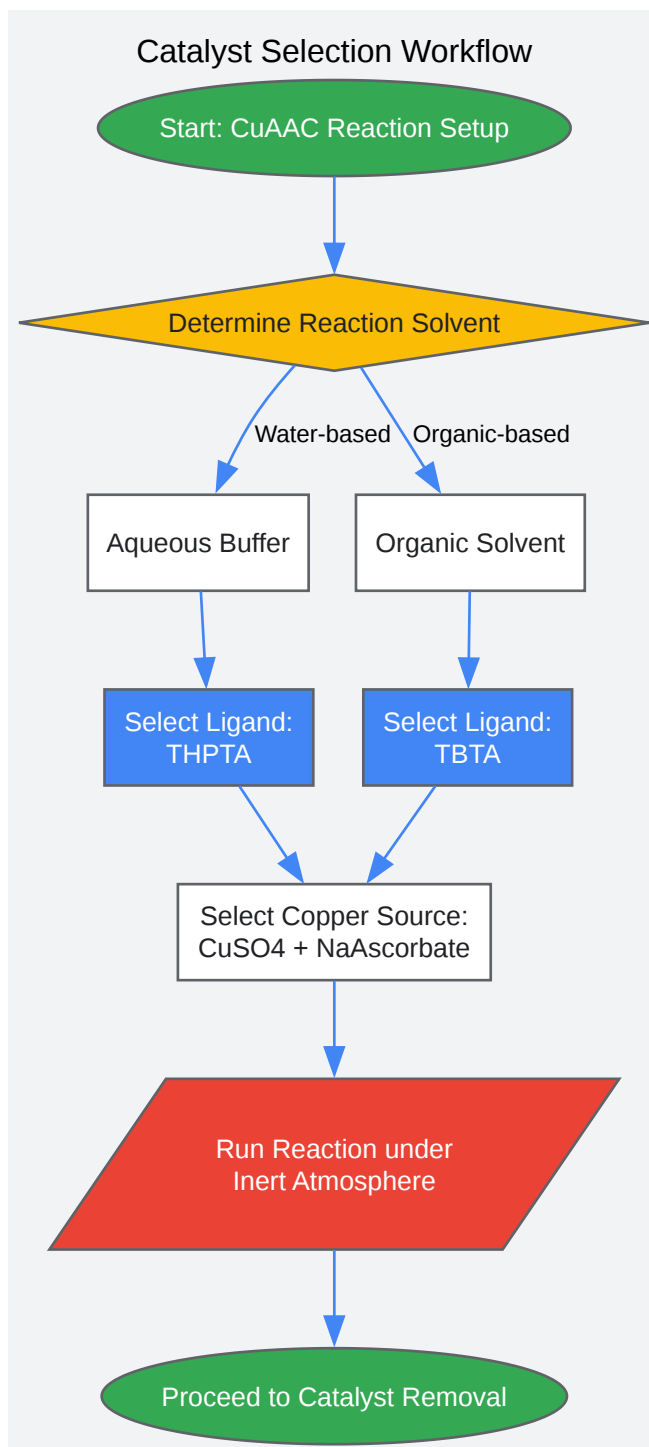 Catalyst Selection Workflow
Start: CuAAC Reaction Setup
Determine Reaction Solvent
Water-based
Organic-based
Aqueous Buffer
Organic Solvent
Select Ligand:
THPTA
Select Ligand:
TBTA
Select Copper Source:
CuSO4 + NaAscorbate
Run Reaction under
Inert Atmosphere
Proceed to Catalyst Removal